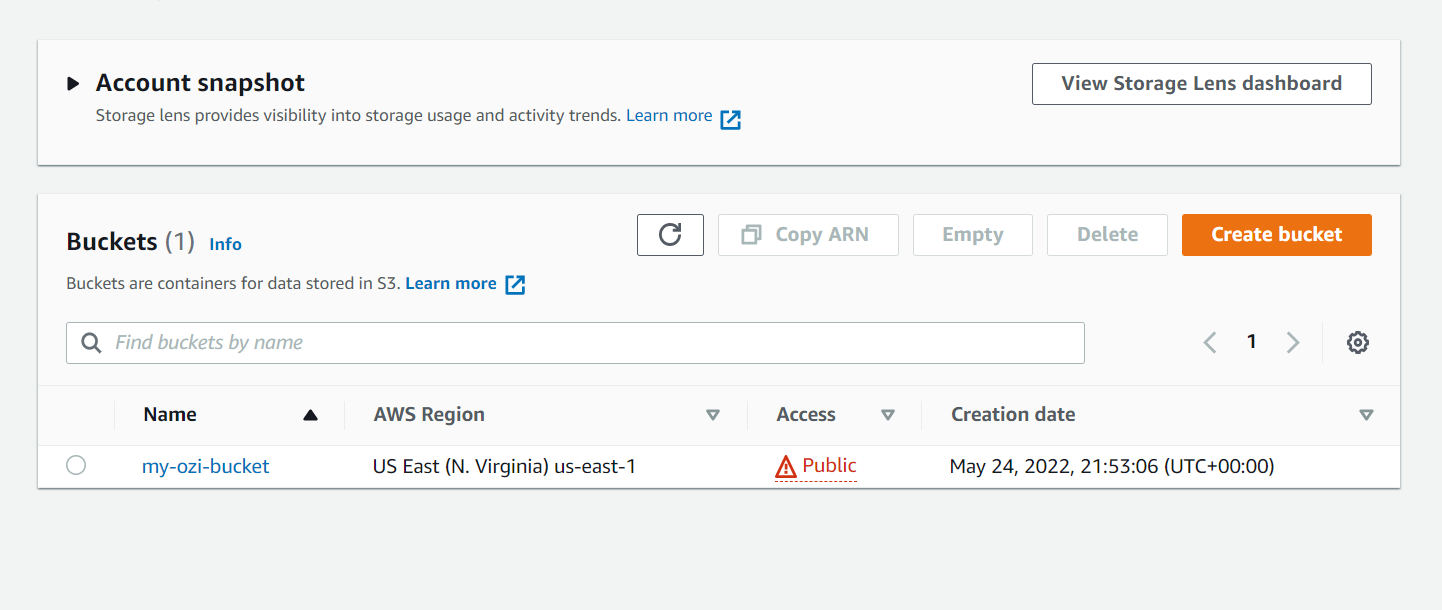 Account snapshot
View Storage Lens dashboard
Storage lens provides visibility into storage usage and activity trends. Learn more
Buckets (1) Info
Copy ARN
Empty
Delete
Create bucket
Buckets are containers for data stored in S3. Learn more
Find buckets by name
1
Name AWS Region Access Creation date
my-ozi-bucket US East (N. Virginia) us-east-1 Public May 24, 2022, 21:53:06 (UTC+00:00)